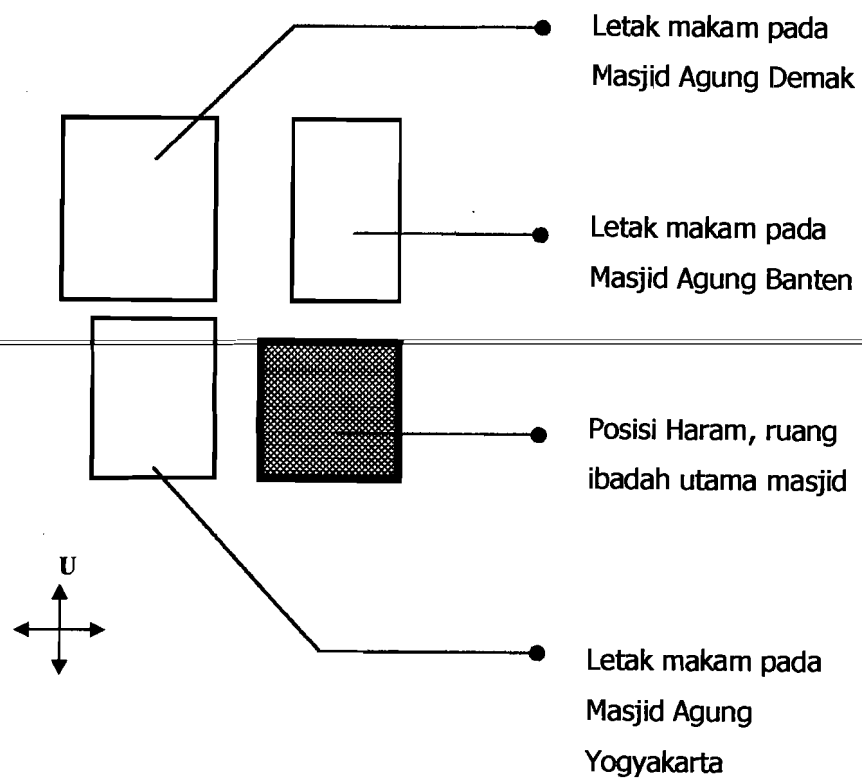 Letak makam pada
Masjid Agung Demak
Letak makam pada
Masjid Agung Banten
Posisi Haram, ruang
ibadah utama masjid
U
Letak makam pada
Masjid Agung
Yogyakarta